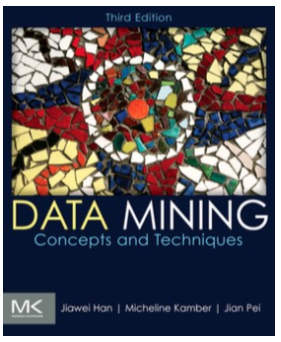 Third Edition
DATA MINING
Concepts and Techniques
MK
Jiawei Han | Micheline Kamber | Jian Pei